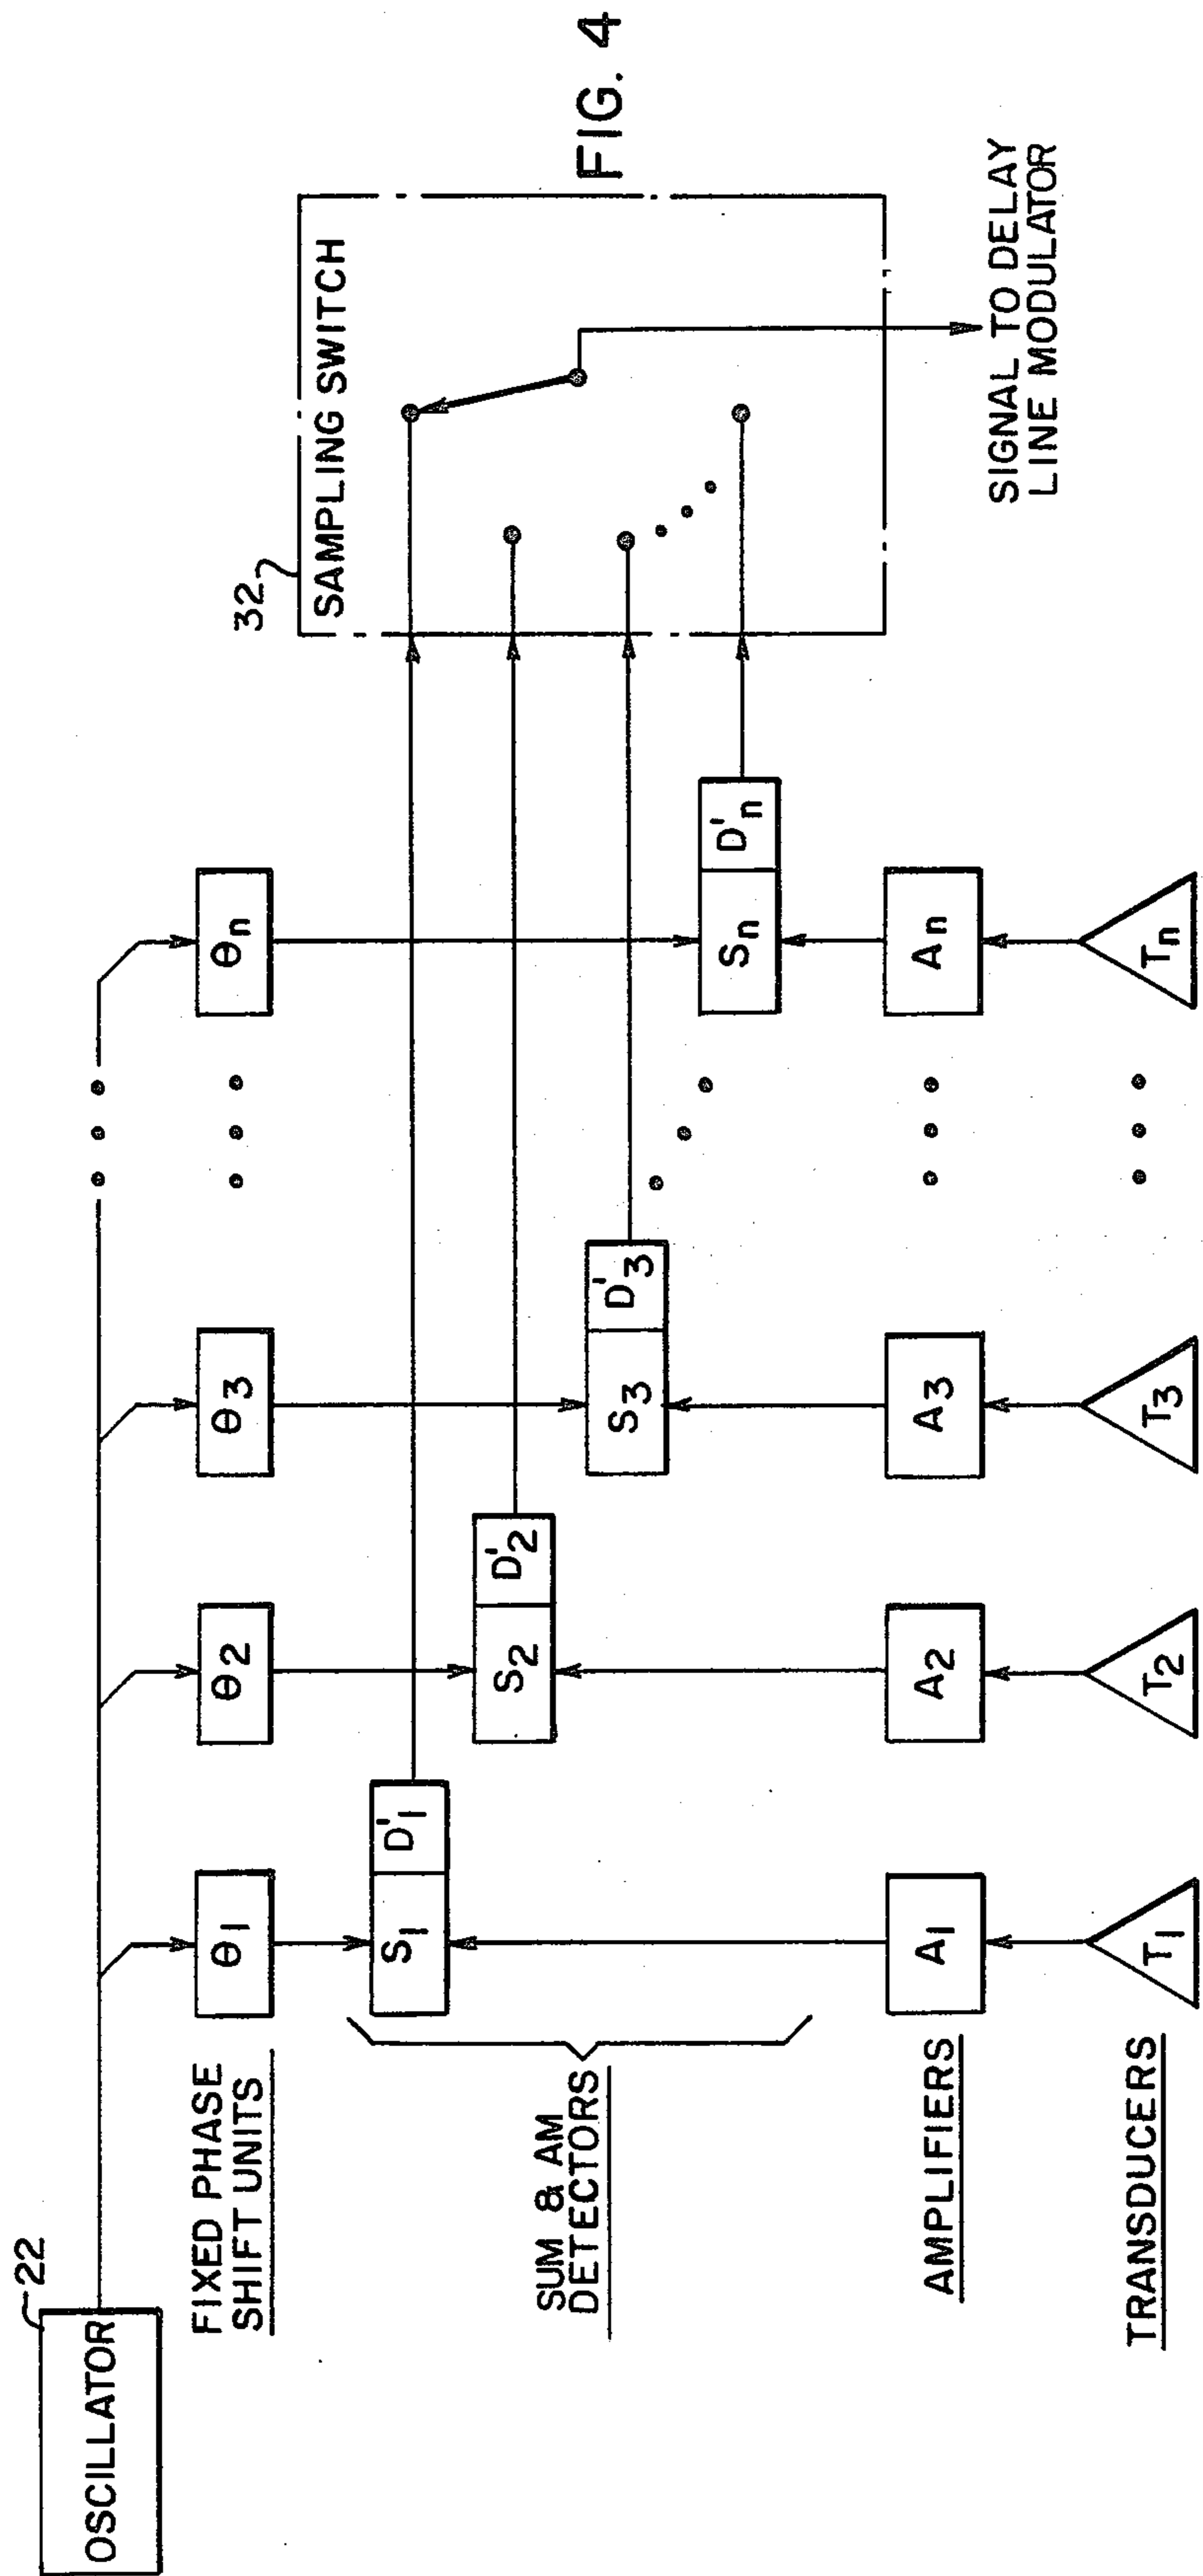 OSCILLATOR
22
FIXED PHASE
SHIFT UNITS
θ1
θ2
θ3
θn
SUM & AM
DETECTORS
S1 D'1
S2 D'2
S3 D'3
Sn D'n
AMPLIFIERS
A1
A2
A3
An
TRANSDUCERS
T1
T2
T3
Tn
32
SAMPLING SWITCH
SIGNAL TO DELAY
LINE MODULATOR
FIG. 4